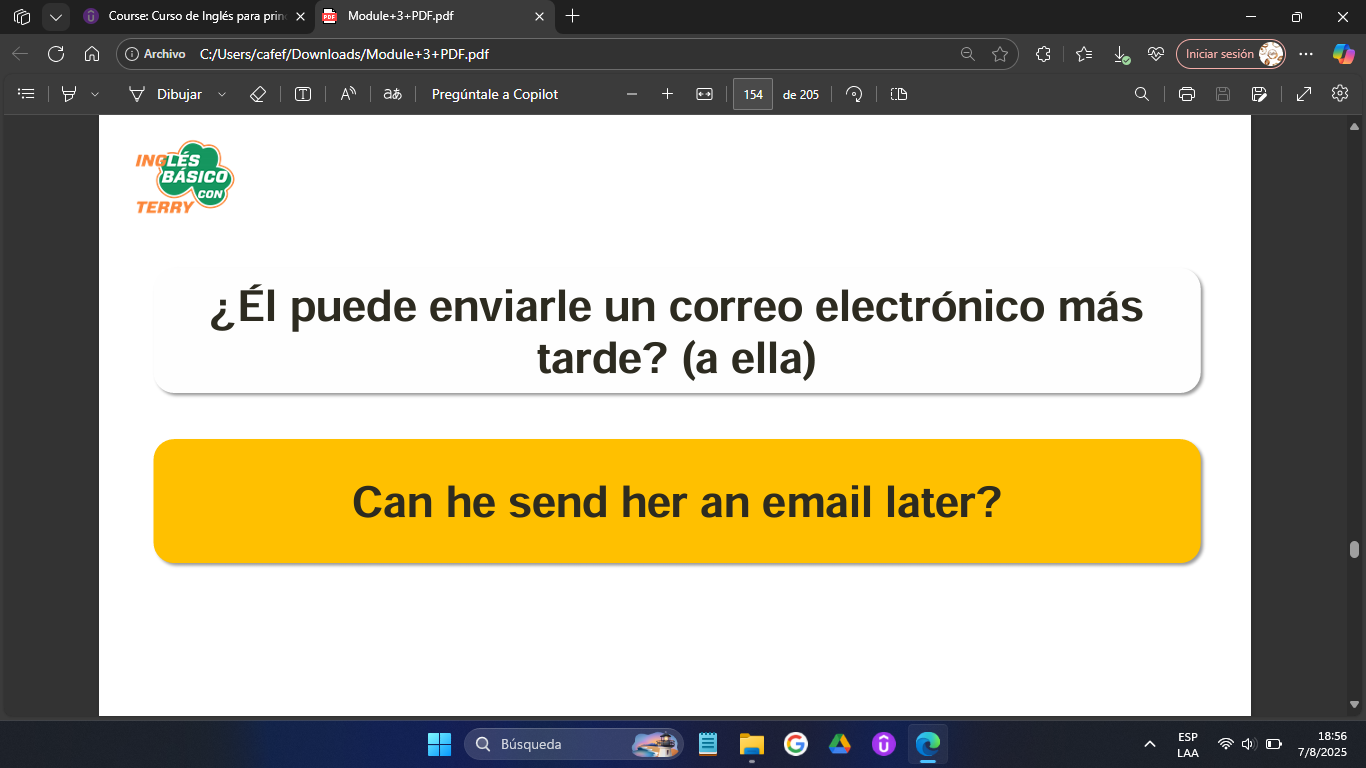 Course: Curso de Inglés para prin
Module+3+PDF.pdf
Archivo
C:/Users/cafef/Downloads/Module+3+PDF.pdf
Iniciar sesión
Dibujar
Pregúntale a Copilot
154
de 205
INGLÉS
BÁSICO
CON
TERRY
¿Él puede enviarle un correo electrónico más
tarde? (a ella)
Can he send her an email later?
Búsqueda
ESP
LAA
18:56
7/8/2025